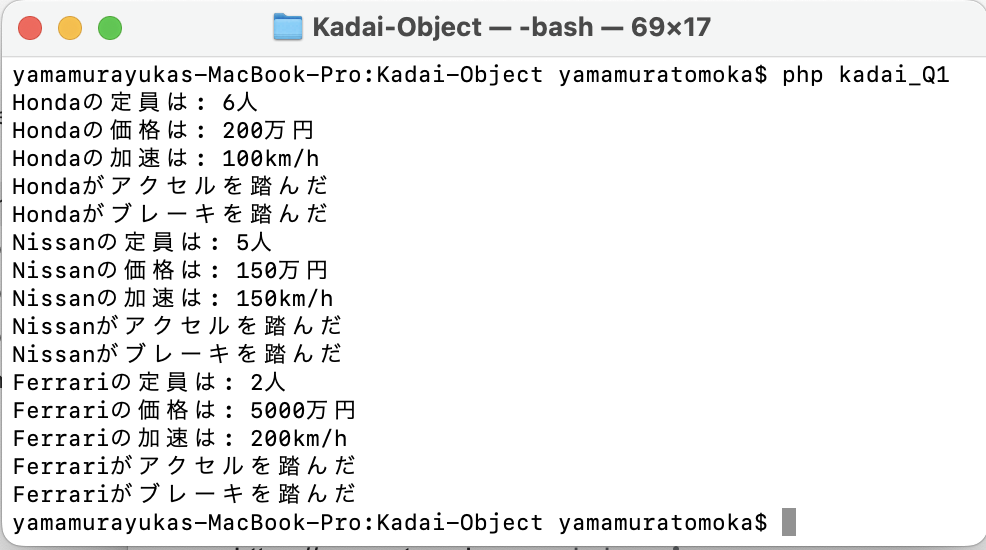 Kadai-Object — -bash — 69×17
yamamurayukas-MacBook-Pro:Kadai-Object yamamuratomoka$ php kadai_Q1
Hondaの定員は: 6人
Hondaの価格は: 200万円
Hondaの加速は: 100km/h
Hondaがアクセルを踏んだ
Hondaがブレーキを踏んだ
Nissanの定員は: 5人
Nissanの価格は: 150万円
Nissanの加速は: 150km/h
Nissanがアクセルを踏んだ
Nissanがブレーキを踏んだ
Ferrariの定員は: 2人
Ferrariの価格は: 5000万円
Ferrariの加速は: 200km/h
Ferrariがアクセルを踏んだ
Ferrariがブレーキを踏んだ
yamamurayukas-MacBook-Pro:Kadai-Object yamamuratomoka$